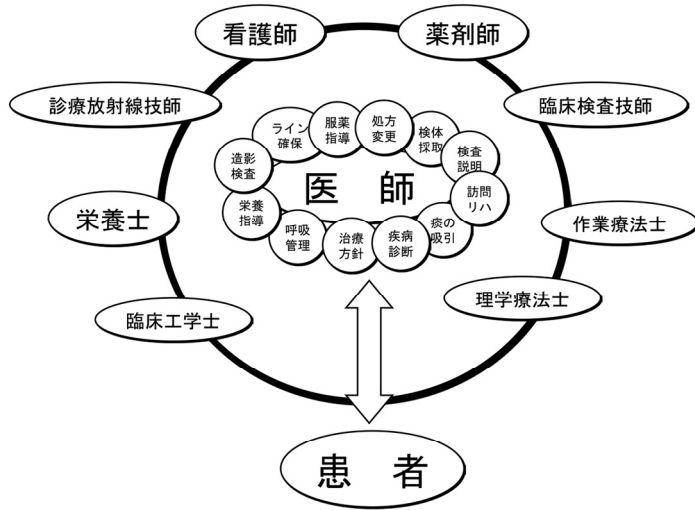 看護師
薬剤師
診療放射線技師
臨床検査技師
ライン
確保
服薬
指導
処方
変更
検体
採取
検査
説明
造影
検査
医 師
訪問
リハ
栄養
指導
呼吸
管理
治療
方針
疾病
診断
痰の
吸引
栄養士
作業療法士
臨床工学士
理学療法士
患 者